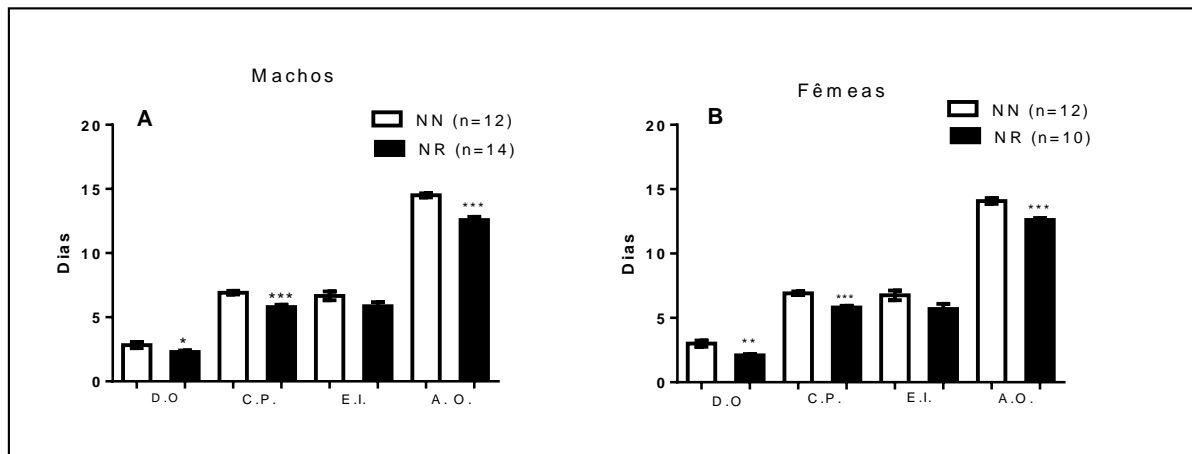 Machos
A
NN (n=12)
NR (n=14)
20
15
10
5
0
Dias
*
***
***
D.O
C.P.
E.I.
A.O.
Fêmeas
B
NN (n=12)
NR (n=10)
20
15
10
5
0
Dias
**
***
***
D.O
C.P.
E.I.
A.O.